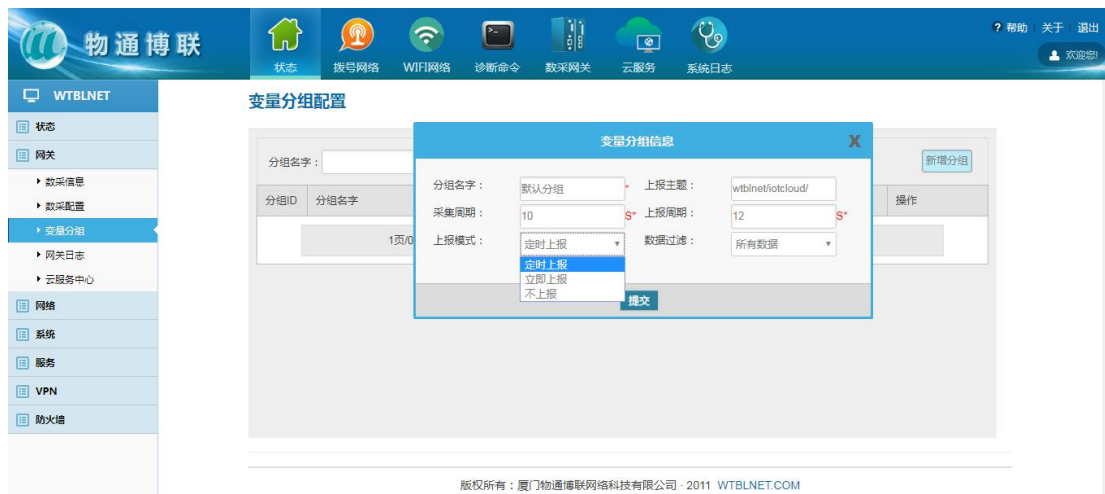 物通博联
状态 拨号网络 WIFI网络 诊断命令 数采网关 云服务 系统日志
? 帮助 关于 退出
欢迎您!
WTBLNET
状态
网关
数采信息
数采配置
变量分组
网关日志
云服务中心
网络
系统
服务
VPN
防火墙
变量分组配置
分组名字： 新增分组
分组ID 分组名字 操作
1页/0
变量分组信息 X
分组名字： 默认分组 * 上报主题： wtblnet/iotcloud/
采集周期： 10 S* 上报周期： 12 S*
上报模式： 定时上报 数据过滤： 所有数据
定时上报
立即上报
不上报
提交
版权所有：厦门物通博联网络科技有限公司 · 2011 WTBLNET.COM